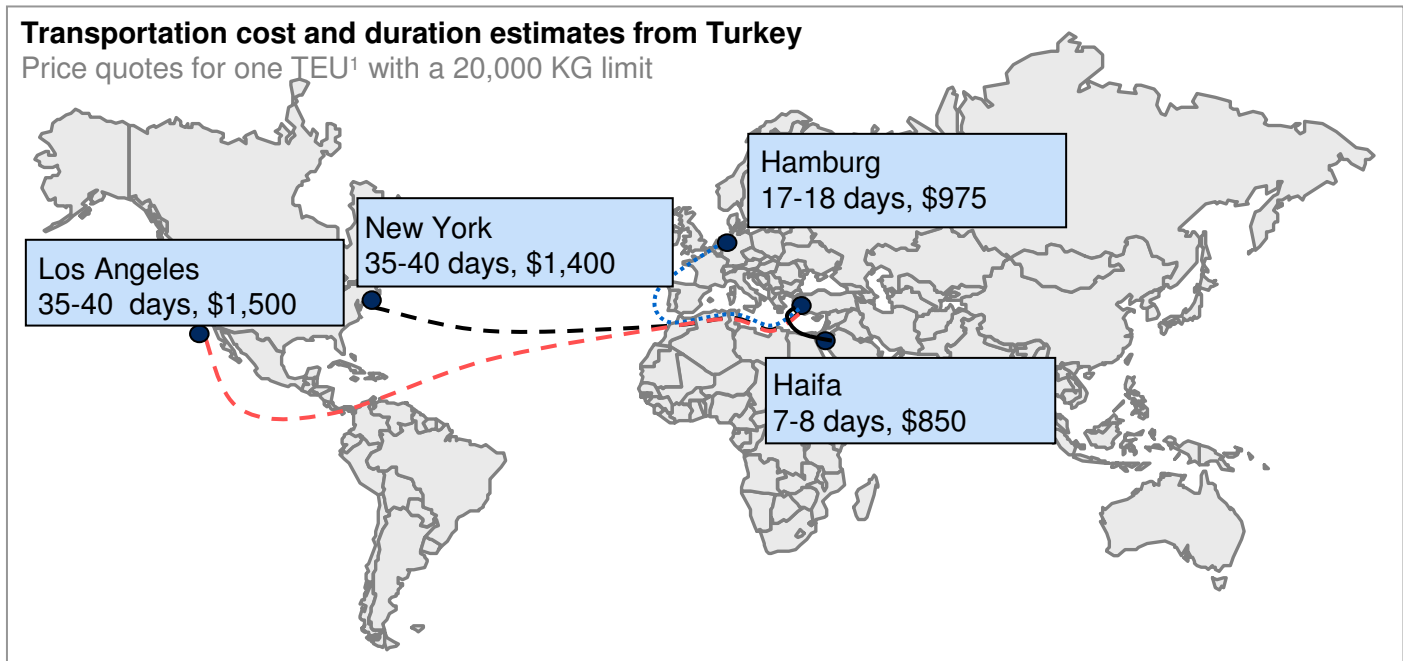 Transportation cost and duration estimates from Turkey
Price quotes for one TEU¹ with a 20,000 KG limit
Hamburg
17-18 days, $975
New York
35-40 days, $1,400
Los Angeles
35-40  days, $1,500
Haifa
7-8 days, $850